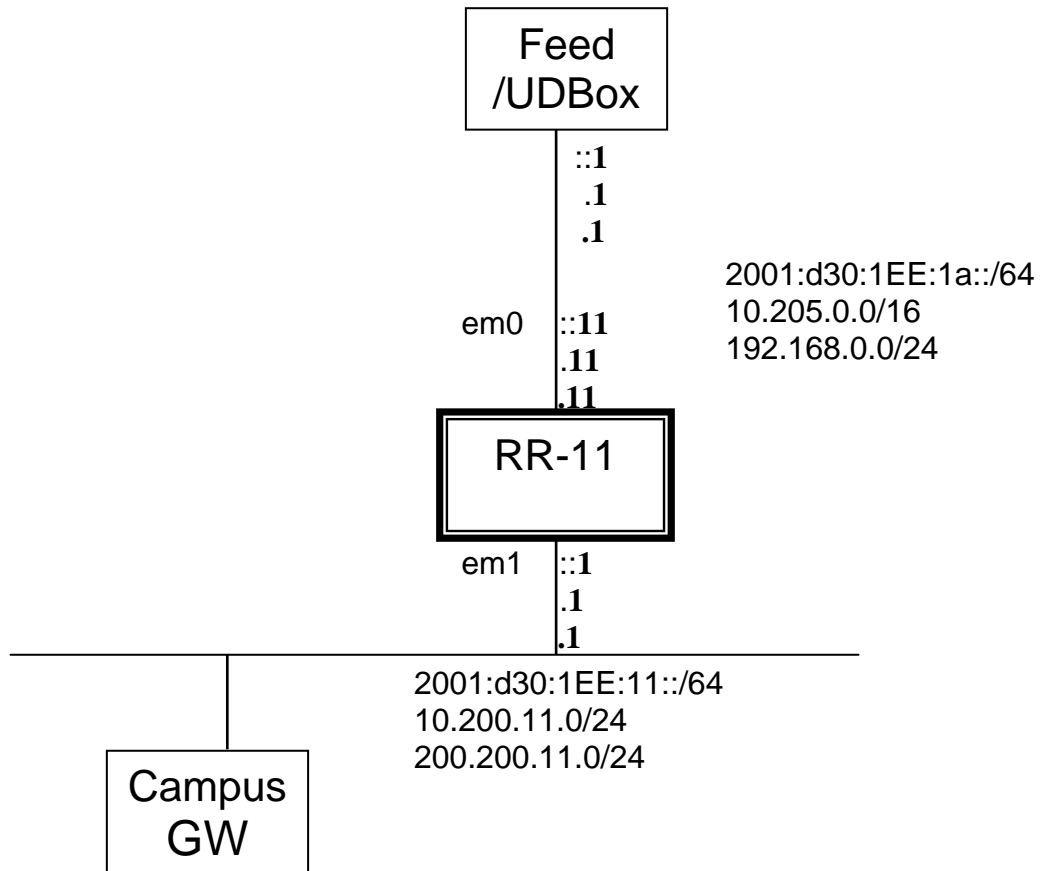 Feed
/UDBox
::1
.1
.1
2001:d30:1EE:1a::/64
10.205.0.0/16
192.168.0.0/24
em0 ::11
.11
.11
RR-11
em1 ::1
.1
.1
2001:d30:1EE:11::/64
10.200.11.0/24
200.200.11.0/24
Campus
GW